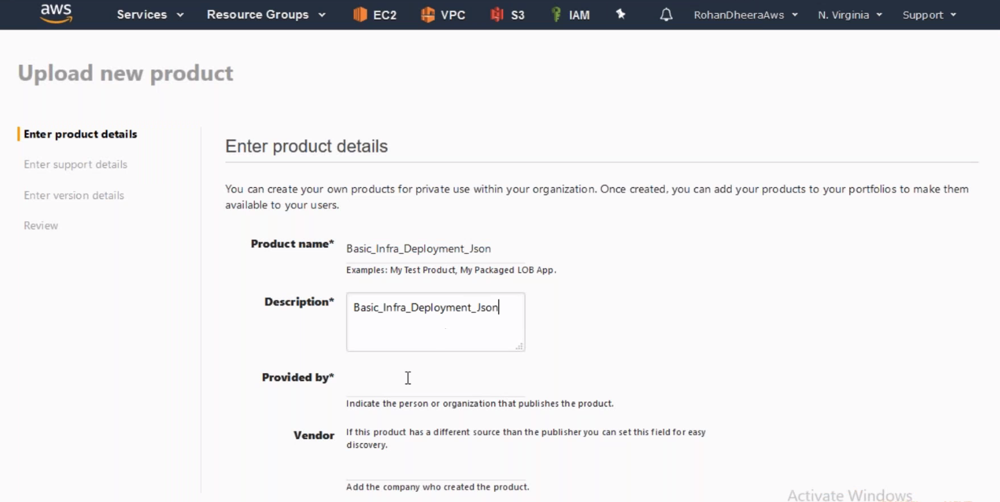 aws Services Resource Groups EC2 VPC S3 IAM RohanDheeraAws N. Virginia Support
Upload new product
Enter product details
Enter support details
Enter version details
Review
Enter product details
You can create your own products for private use within your organization. Once created, you can add your products to your portfolios to make them
available to your users.
Product name* Basic_Infra_Deployment_Json
Examples: My Test Product, My Packaged LOB App.
Description* Basic_Infra_Deployment_Json
Provided by*
Indicate the person or organization that publishes the product.
Vendor If this product has a different source than the publisher you can set this field for easy
discovery.
Add the company who created the product.
Activate Windows